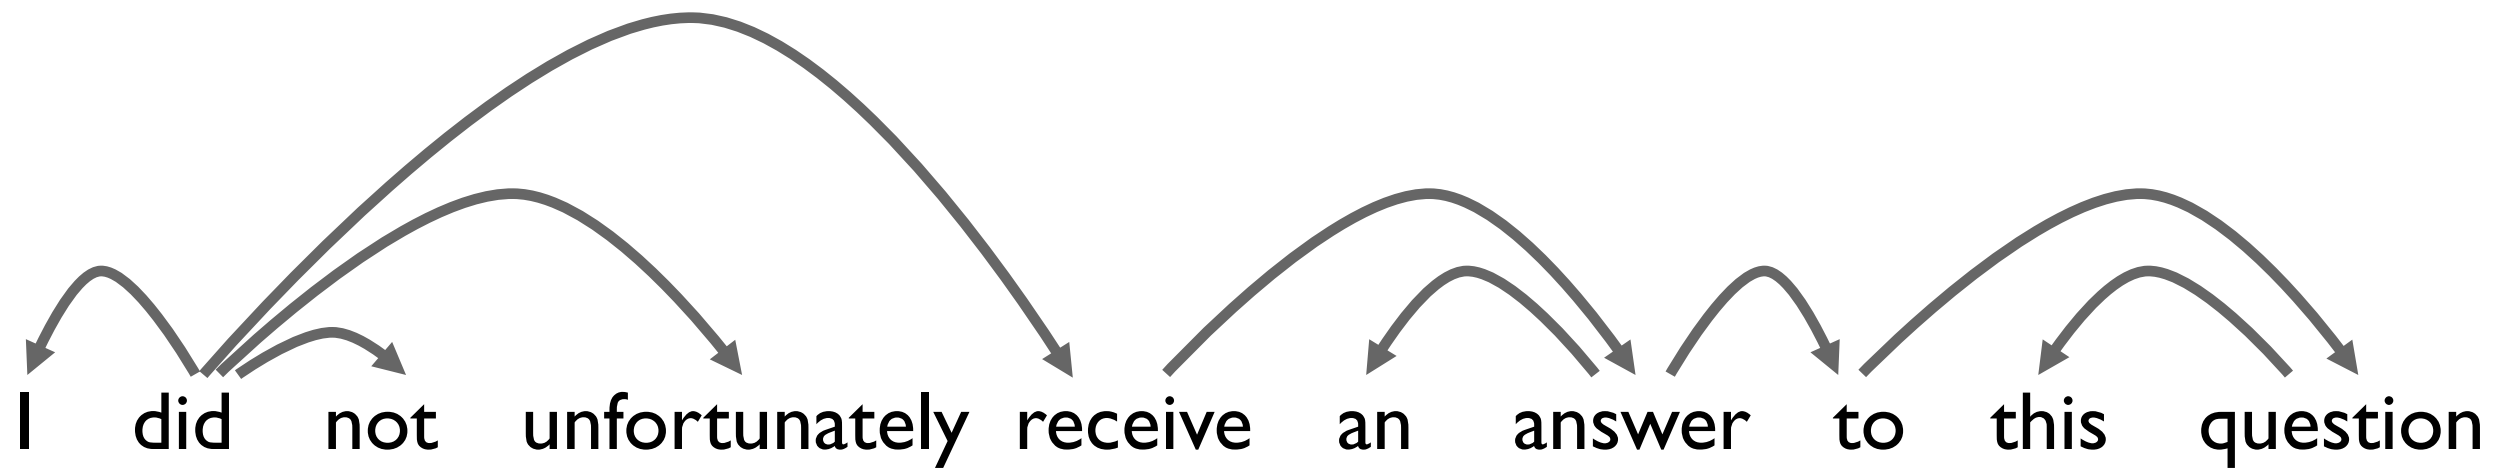 I did not unfortunately receive an answer to this question